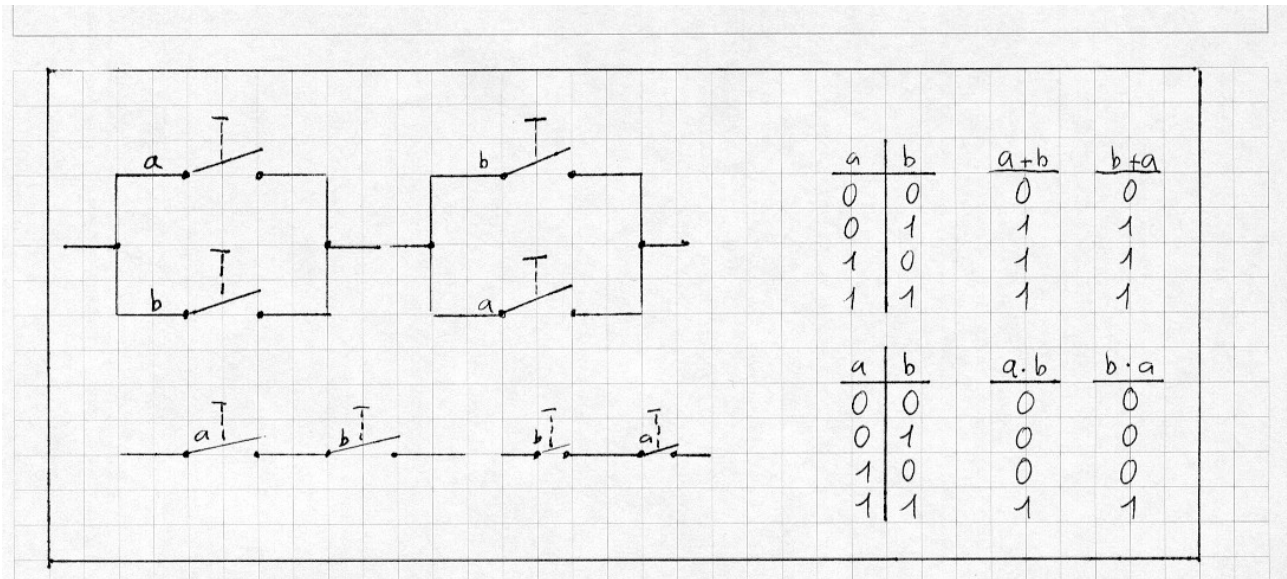 a
b
b
a
a b a+b b+a
0 0 0 0
0 1 1 1
1 0 1 1
1 1 1 1
a b b a
a b a·b b·a
0 0 0 0
0 1 0 0
1 0 0 0
1 1 1 1